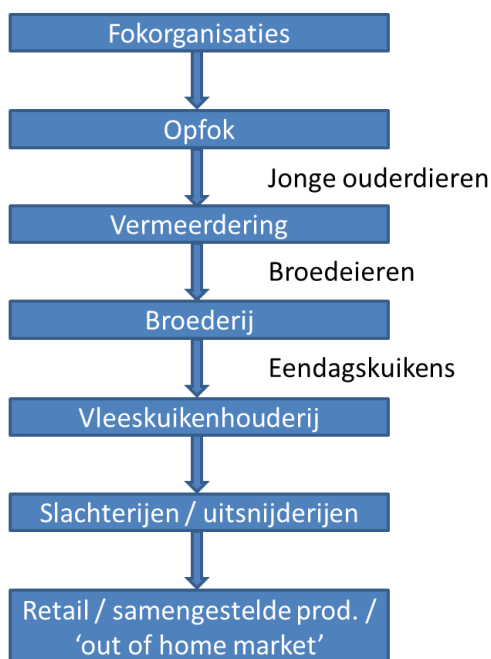 Fokorganisaties
Opfok
Jonge ouderdieren
Vermeerdering
Broedeieren
Broederij
Eendagskuikens
Vleeskuikenhouderij
Slachterijen / uitsnijderijen
Retail / samengestelde prod. /
‘out of home market’